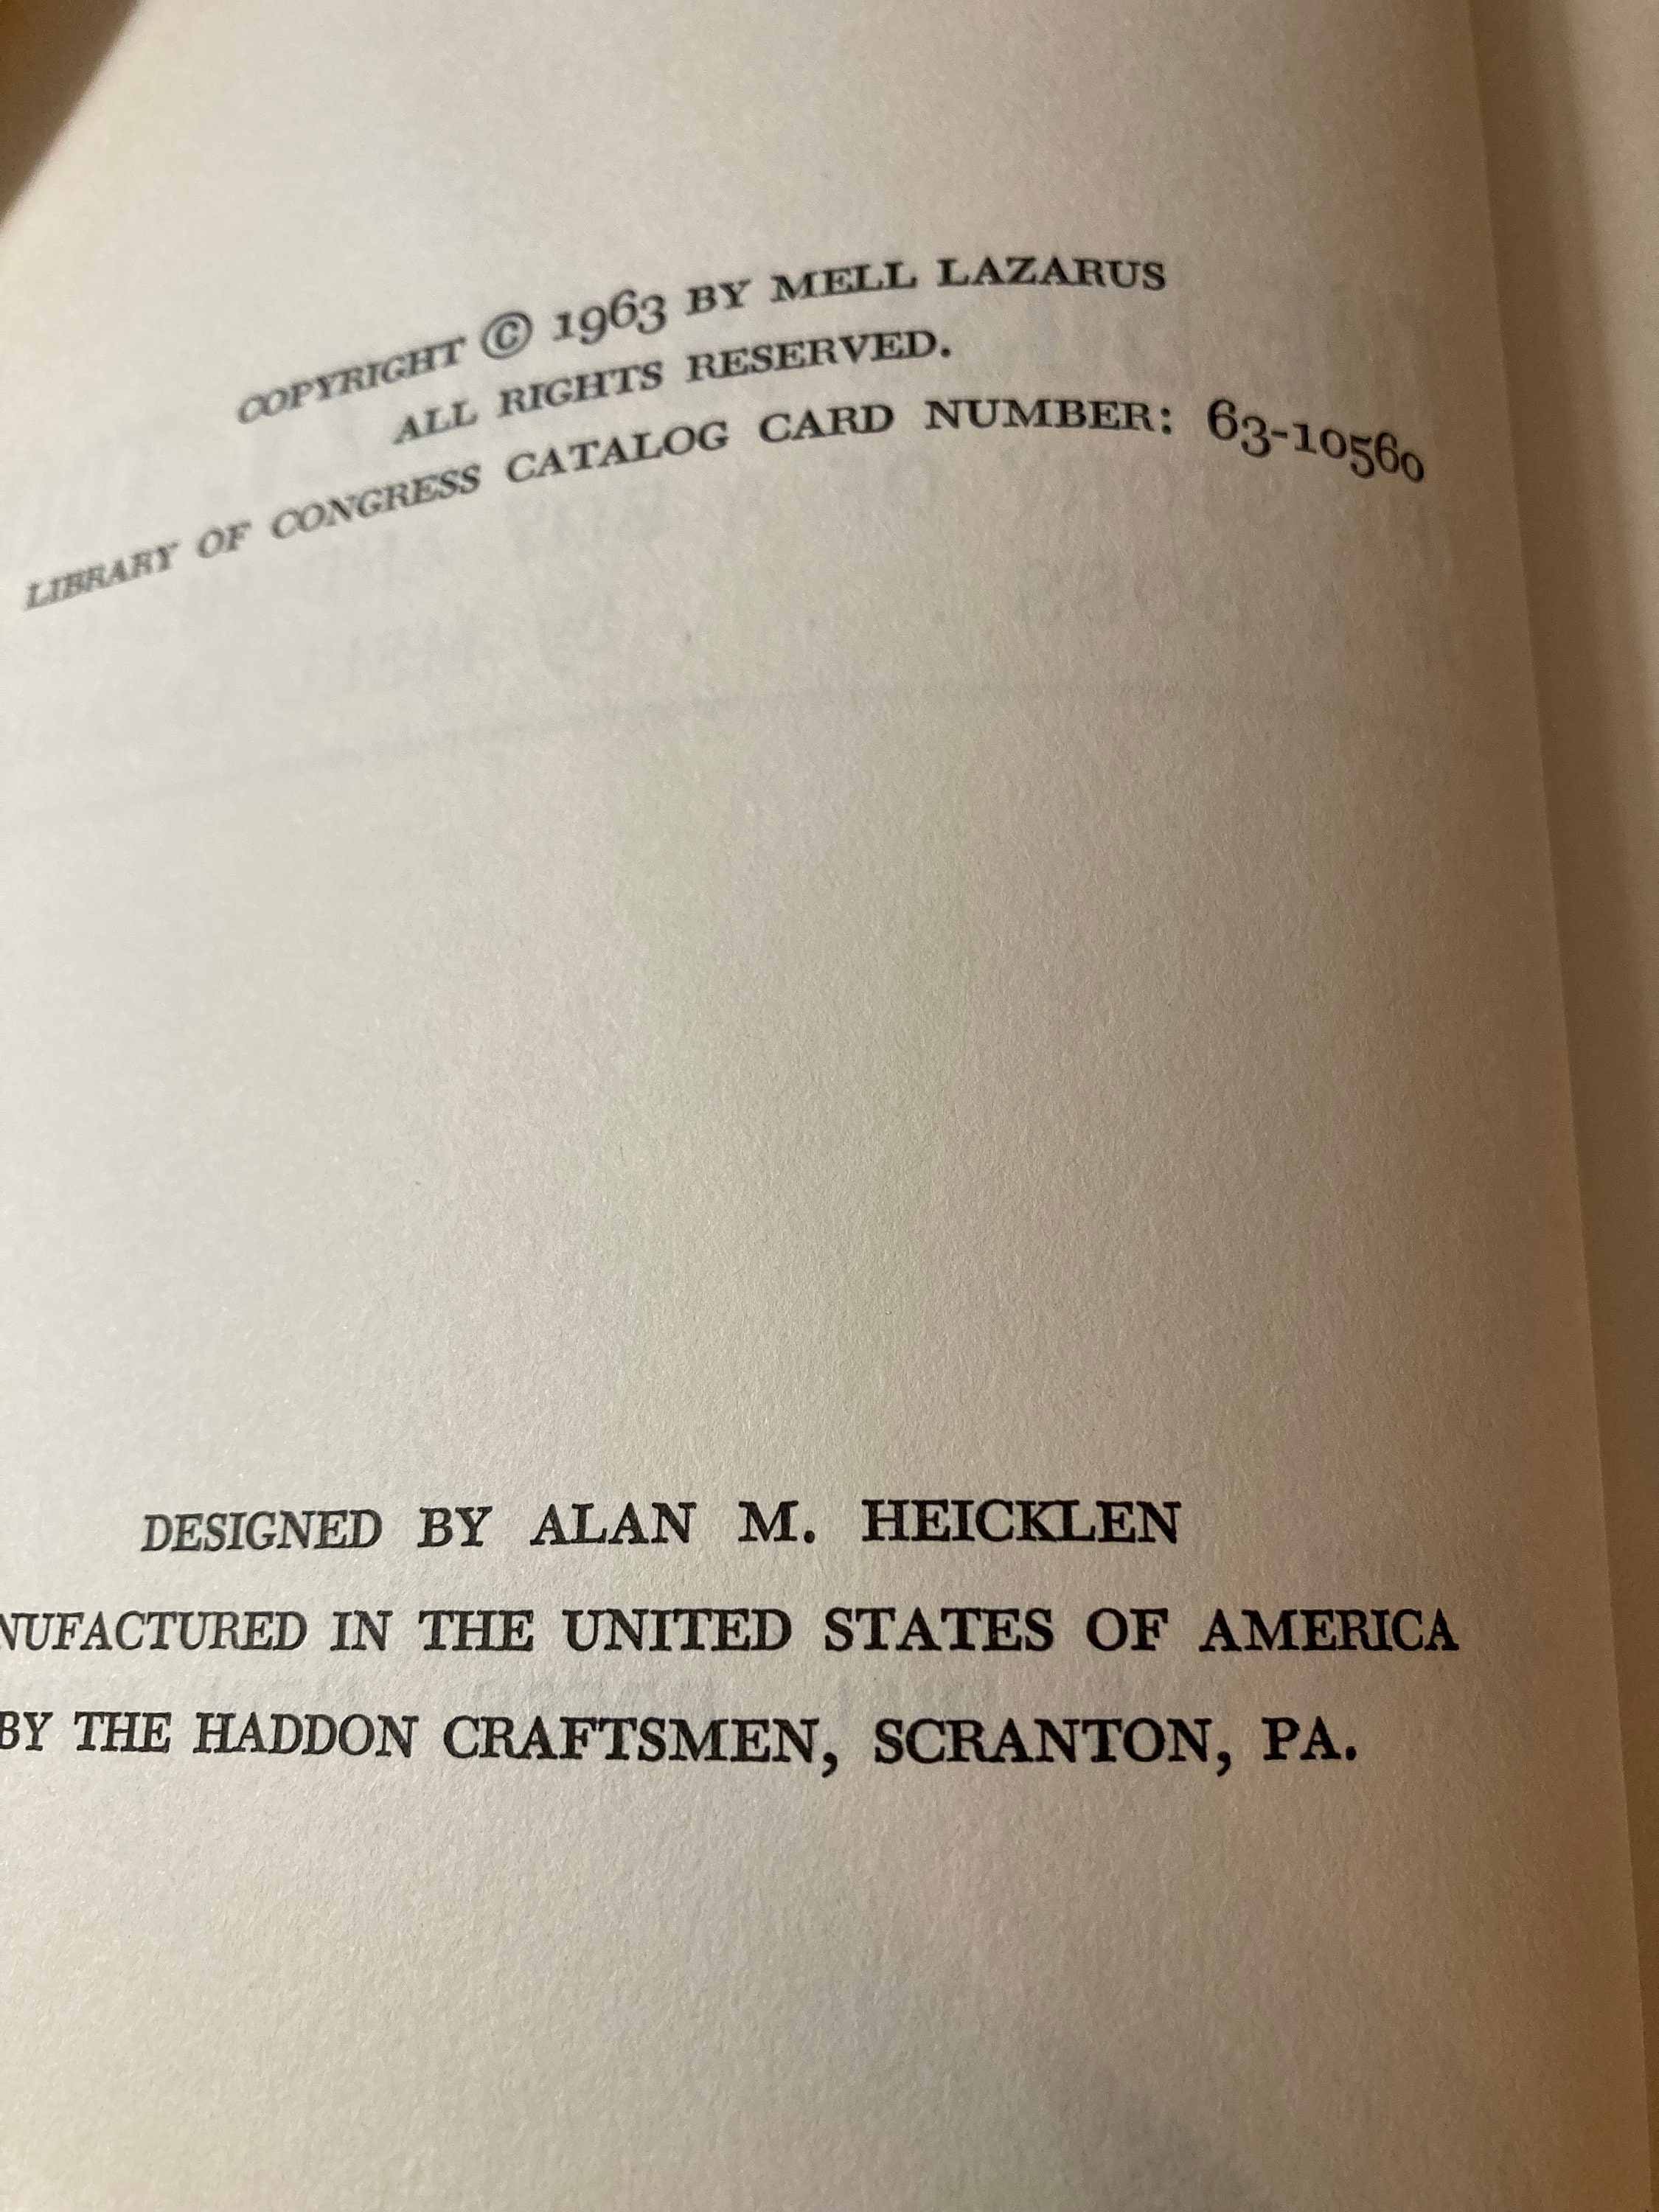 COPYRIGHT © 1963 BY MELL LAZARUS
ALL RIGHTS RESERVED.
LIBRARY OF CONGRESS CATALOG CARD NUMBER: 63-10560
DESIGNED BY ALAN M. HEICKLEN
NUFACTURED IN THE UNITED STATES OF AMERICA
BY THE HADDON CRAFTSMEN, SCRANTON, PA.